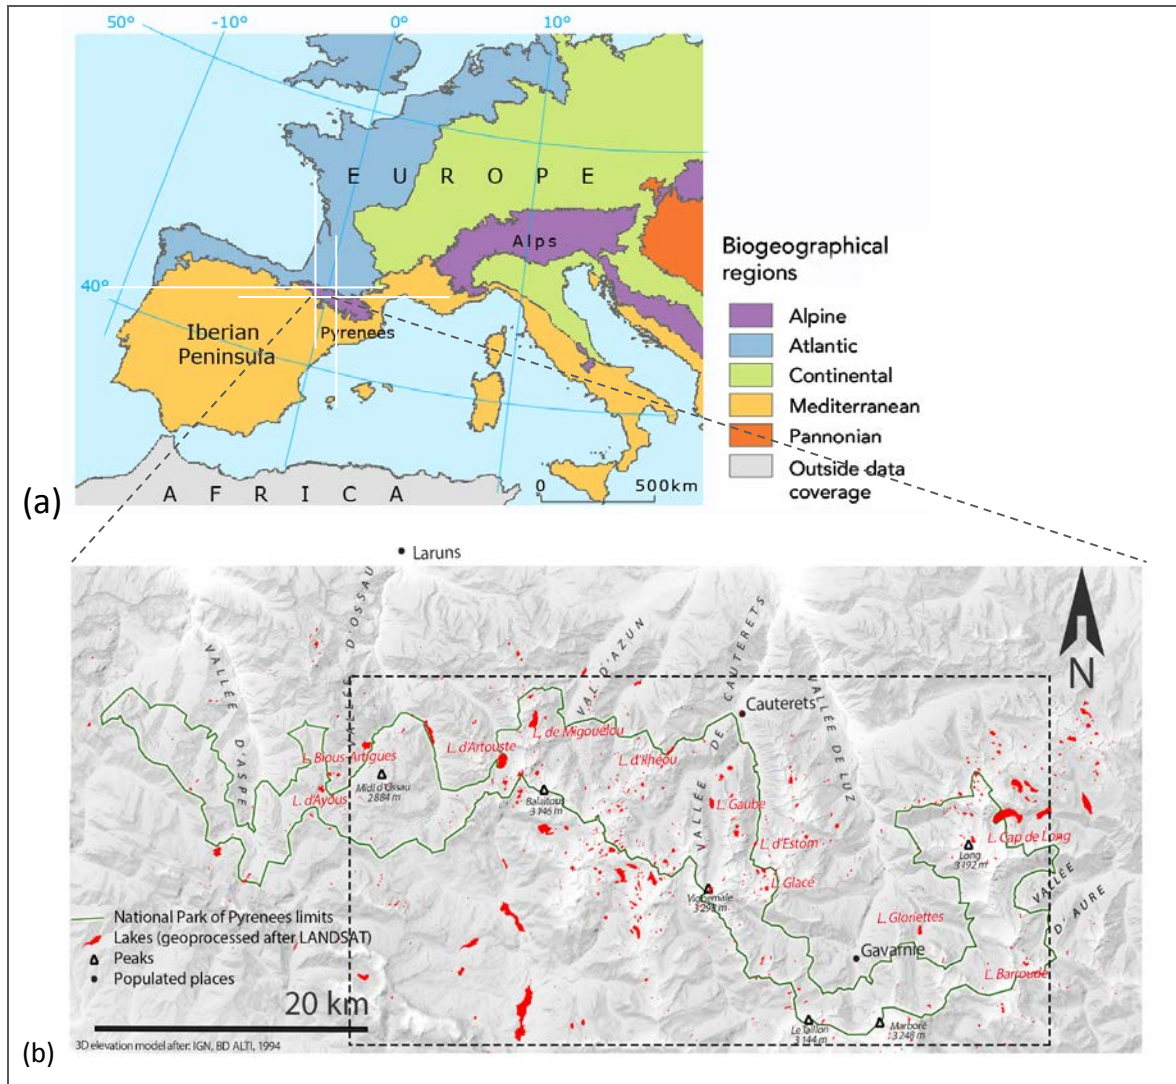 50°
-10°
0°
10°
E U R O P E
Alps
40°
Iberian
Peninsula
Pyrenees
A F R I C A
0 500km
(a)
Biogeographical
regions
Alpine
Atlantic
Continental
Mediterranean
Pannonian
Outside data
coverage
Laruns
VALLÉE D'ASPE
VALLÉE D'OSSAU
VAL D'AZUN
VALLÉE DE CAUTERETS
VALLÉE DE LUZ
VALLÉE D'AURE
N
Cauterets
L. de Migouélou
L. d'Artouste
L. d'Ilhéou
L. Bious-Artigues
Midi d'Ossau
2 884 m
L. d'Ayous
Balaïtous
3 146 m
L. Gaube
L. Cap de Long
L. d'Estom
Long
3 192 m
L. Glacé
Vignemale
3 298 m
L. Gloriettes
Gavarnie
L. Barroude
Le Taillon
3 144 m
Marboré
3 248 m
National Park of Pyrenees limits
Lakes (geoprocessed after LANDSAT)
Peaks
Populated places
20 km
3D elevation model after: IGN, BD ALTI, 1994
(b)